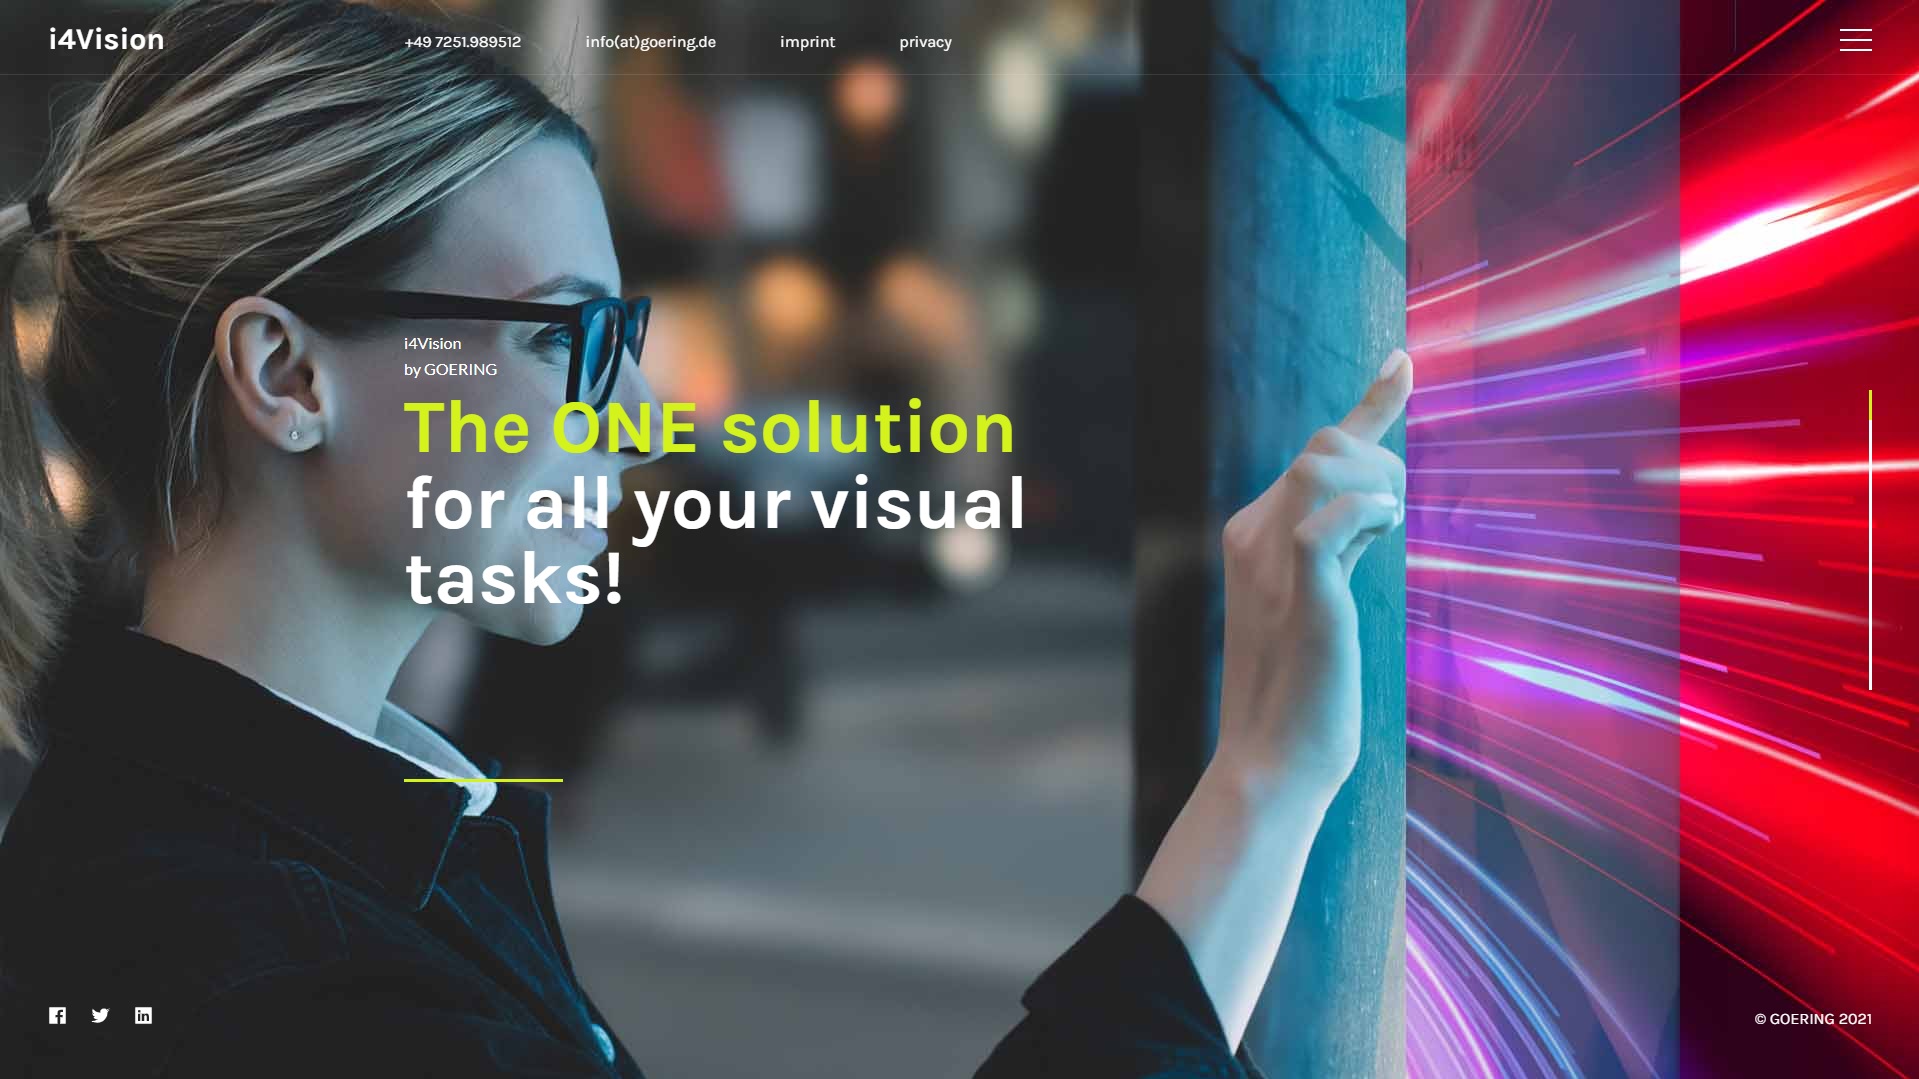 i4Vision
+49 7251.989512
info(at)goering.de
imprint
privacy
i4Vision
by GOERING
The ONE solution
for all your visual
tasks!
© GOERING 2021